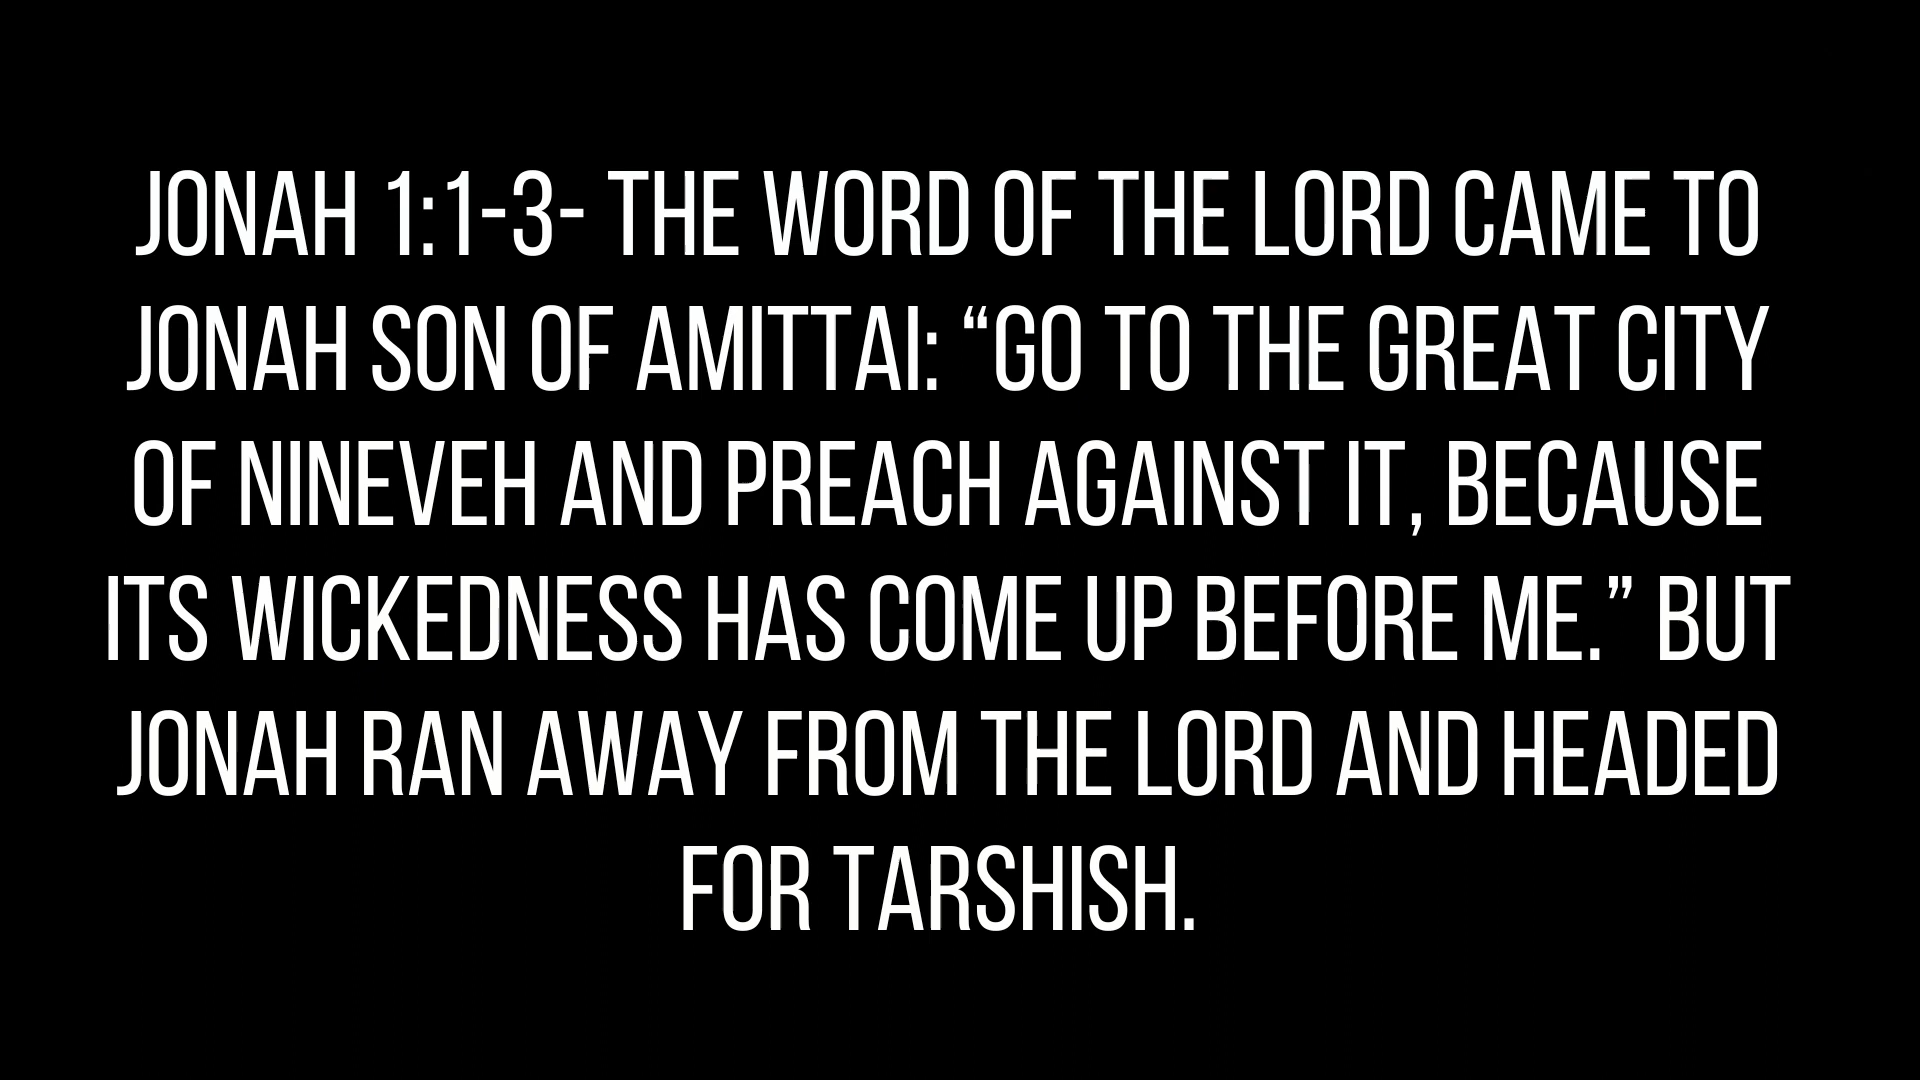 JONAH 1:1-3- THE WORD OF THE LORD CAME TO
JONAH SON OF AMITTAI: “GO TO THE GREAT CITY
OF NINEVEH AND PREACH AGAINST IT, BECAUSE
ITS WICKEDNESS HAS COME UP BEFORE ME.” BUT
JONAH RAN AWAY FROM THE LORD AND HEADED
FOR TARSHISH.